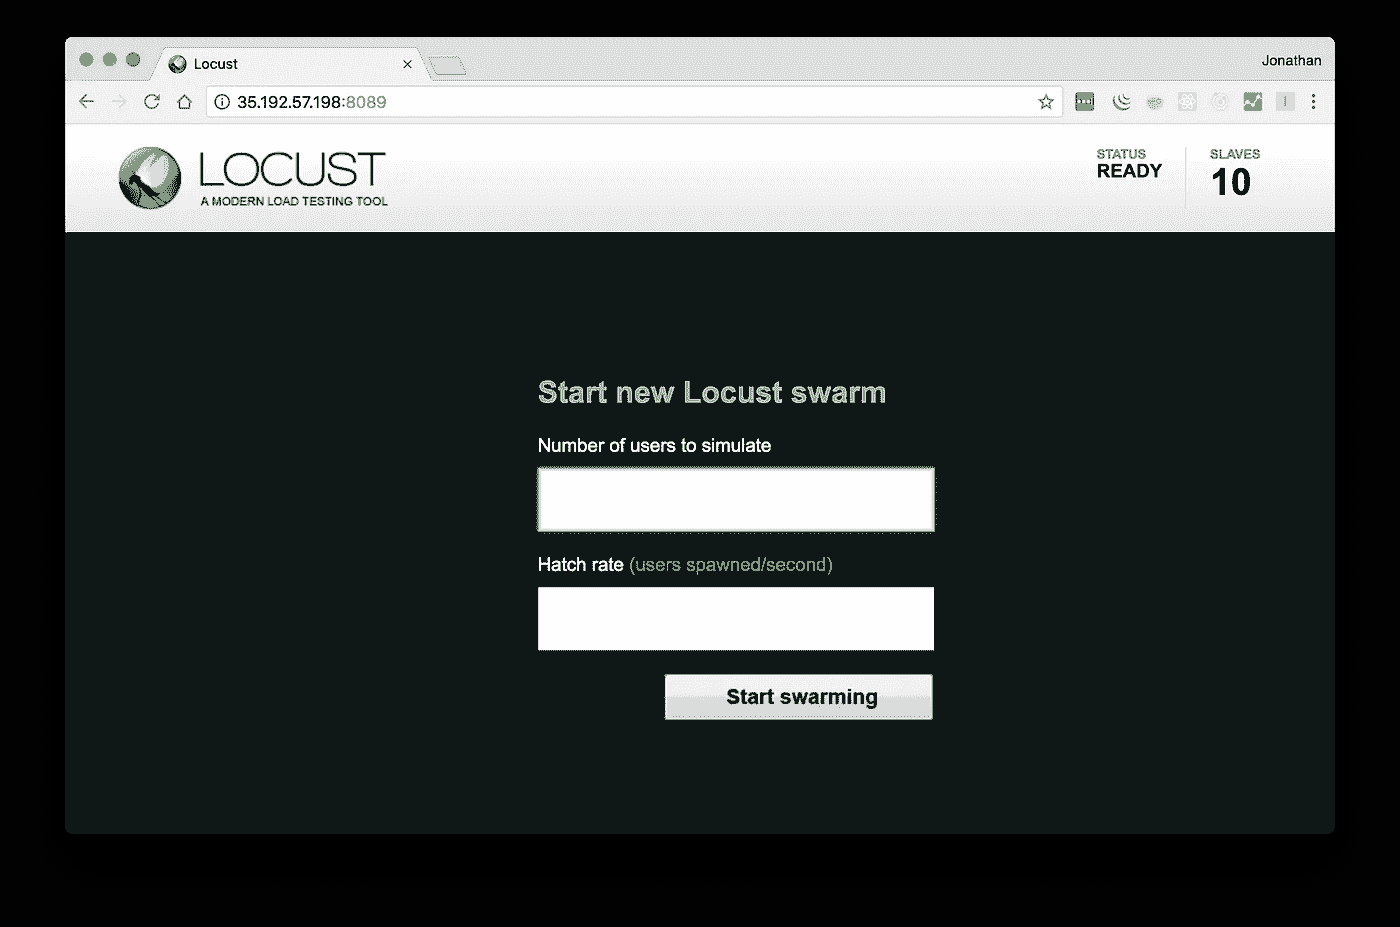 Locust
Jonathan
35.192.57.198:8089
LOCUST
A MODERN LOAD TESTING TOOL
STATUS
READY
SLAVES
10
Start new Locust swarm
Number of users to simulate
Hatch rate (users spawned/second)
Start swarming